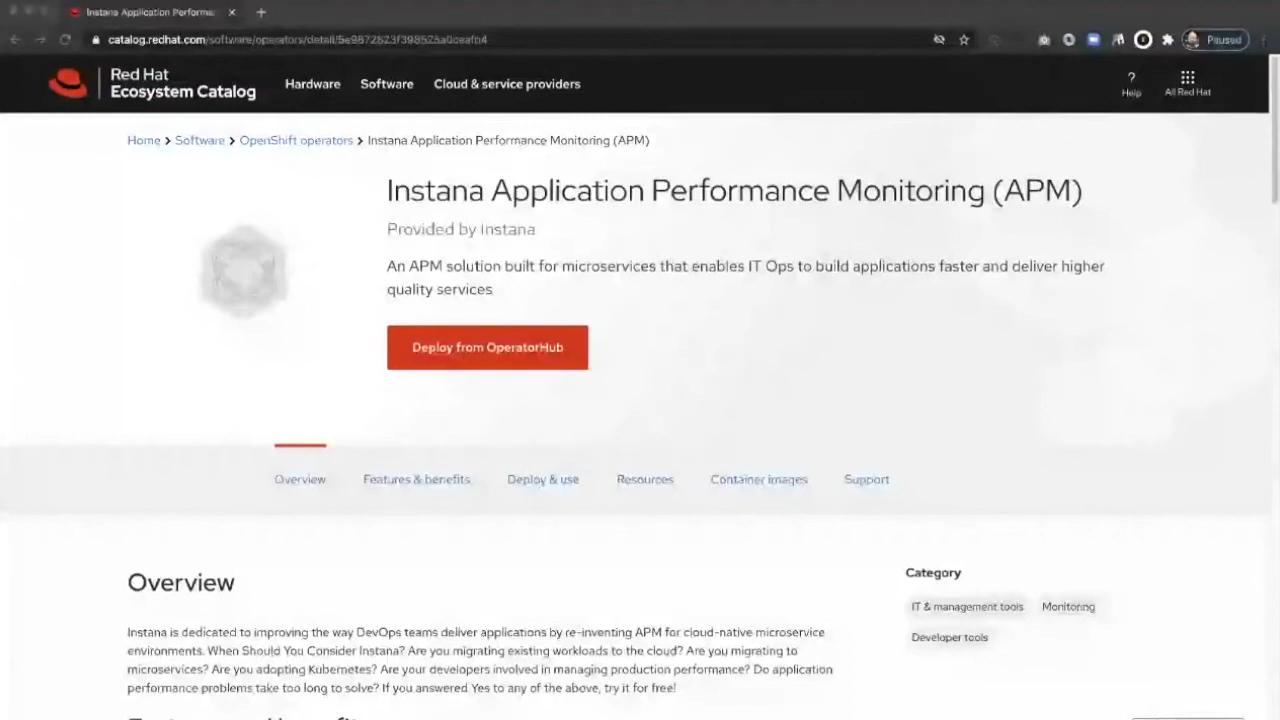 Instana Application Performa
catalog.redhat.com/software/operators/detail/
Paused
Red Hat
Ecosystem Catalog
Hardware
Software
Cloud & service providers
?
Help
All Red Hat
Home > Software > OpenShift operators > Instana Application Performance Monitoring (APM)
Instana Application Performance Monitoring (APM)
Provided by Instana
An APM solution built for microservices that enables IT Ops to build applications faster and deliver higher
quality services
Deploy from OperatorHub
Overview
Features & benefits
Deploy & use
Resources
Container images
Support
Overview
Instana is dedicated to improving the way DevOps teams deliver applications by re-inventing APM for cloud-native microservice
environments. When Should You Consider Instana? Are you migrating existing workloads to the cloud? Are you migrating to
microservices? Are you adopting Kubernetes? Are your developers involved in managing production performance? Do application
performance problems take too long to solve? If you answered Yes to any of the above, try it for free!
Category
IT & management tools
Monitoring
Developer tools